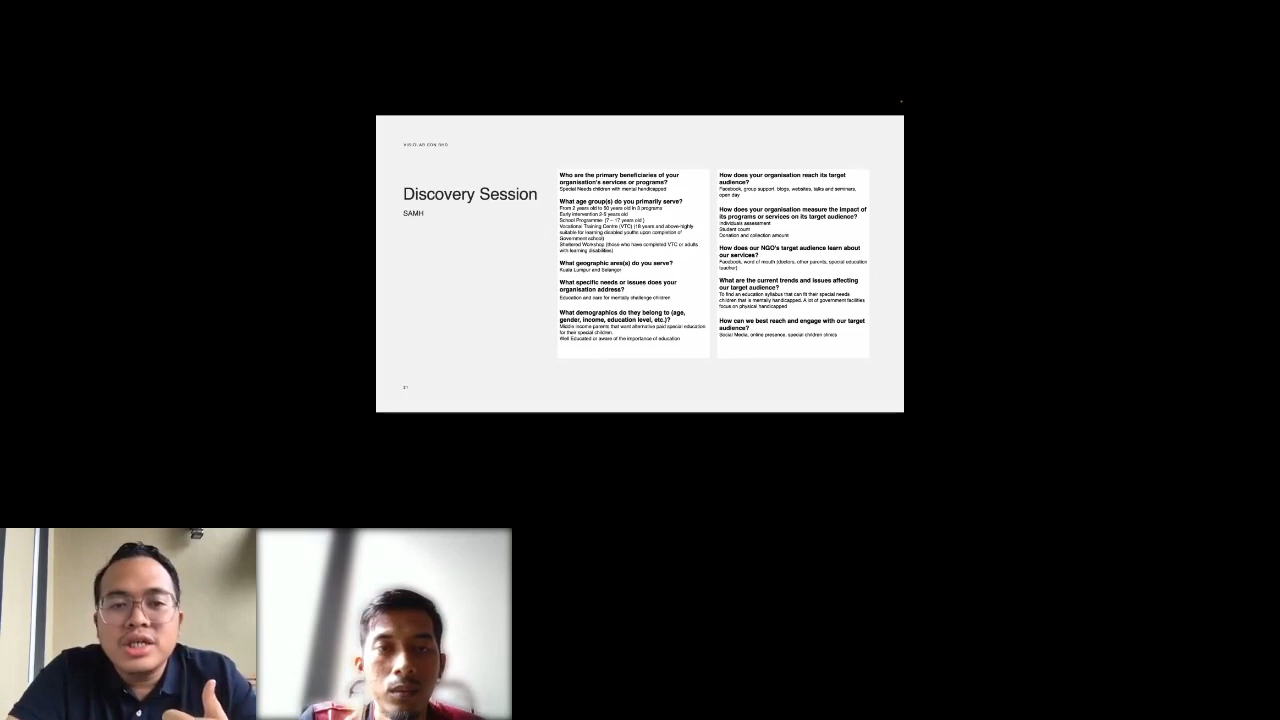 VISIOLAB SDN BHD
Discovery Session
SAMH
Who are the primary beneficiaries of your
organisation's services or programs?
Special Needs children with mental handicapped
What age group(s) do you primarily serve?
From 2 years old to 50 years old in 3 programs
Early intervention 2-6 years old
School Programme (7 – 17 years old )
Vocational Training Centre (VTC) (18 years and above-highly
suitable for learning disabled youths upon completion of
Government school)
Sheltered Workshop (those who have completed VTC or adults
with learning disabilities)
What geographic area(s) do you serve?
Kuala Lumpur and Selangor
What specific needs or issues does your
organisation address?
Education and care for mentally challenge children
What demographics do they belong to (age,
gender, income, education level, etc.)?
Middle income parents that want alternative paid special education
for their special children.
Well Educated or aware of the importance of education
How does your organisation reach its target
audience?
Facebook, group support, blogs, websites, talks and seminars,
open day
How does your organisation measure the impact of
its programs or services on its target audience?
Individuals assessment
Student count
Donation and collection amount
How does our NGO's target audience learn about
our services?
Facebook, word of mouth (doctors, other parents, special education
teacher)
What are the current trends and issues affecting
our target audience?
To find an education syllabus that can fit their special needs
children that is mentally handicapped. A lot of government facilities
focus on physical handicapped
How can we best reach and engage with our target
audience?
Social Media, online presence, special children clinics